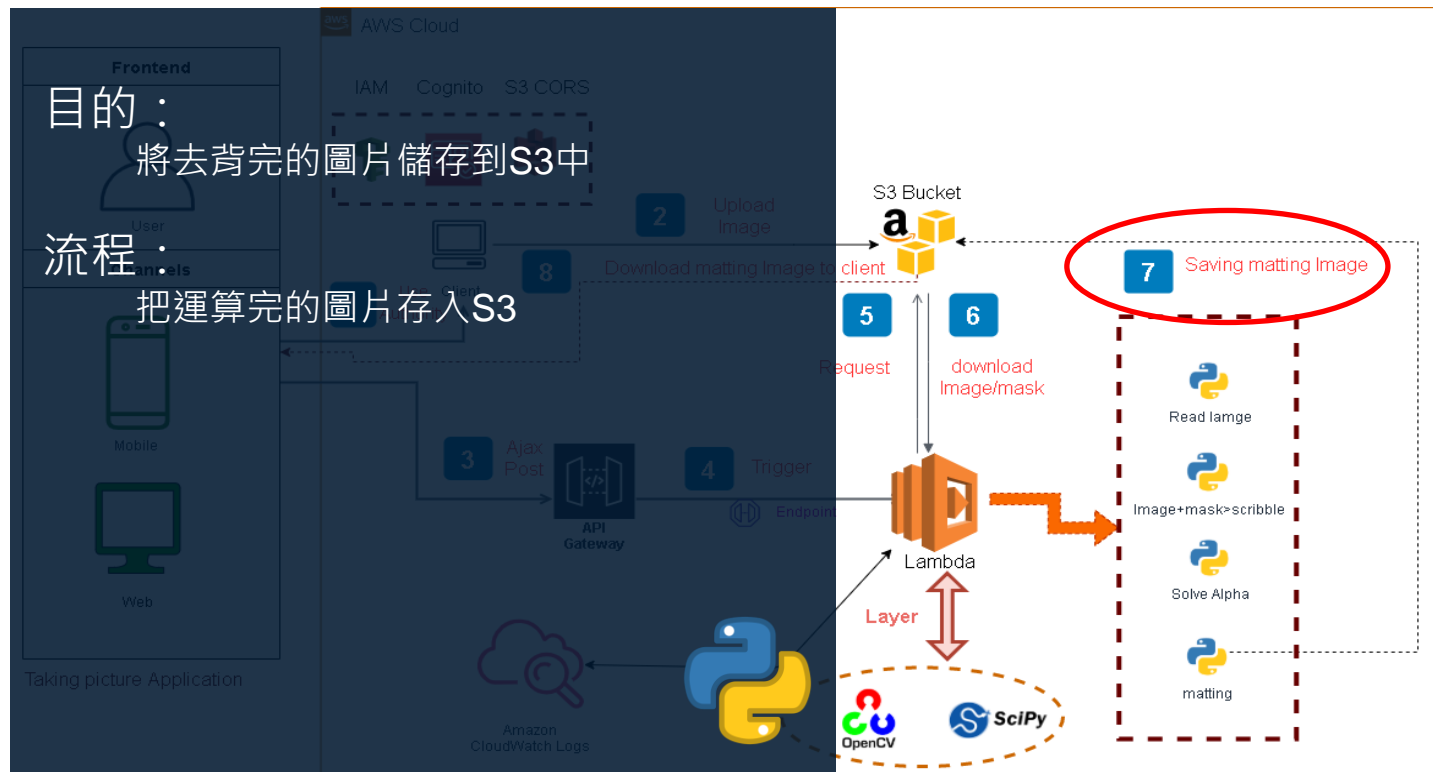 aws
AWS Cloud
Frontend
IAM Cognito S3 CORS
目的：
將去背完的圖片儲存到S3中
S3 Bucket
a
2
Upload
Image
User
7
Saving matting Image
流程：
Channels
8
Download matting Image to client
Client
把運算完的圖片存入S3
5
6
Request
download
Image/mask
Read Iamge
Mobile
3
Ajax
Post
4
Trigger
Image+mask>scribble
Endpoint
API
Gateway
Lambda
Solve Alpha
Web
Layer
Taking picture Application
matting
OpenCV
SciPy
Amazon
CloudWatch Logs